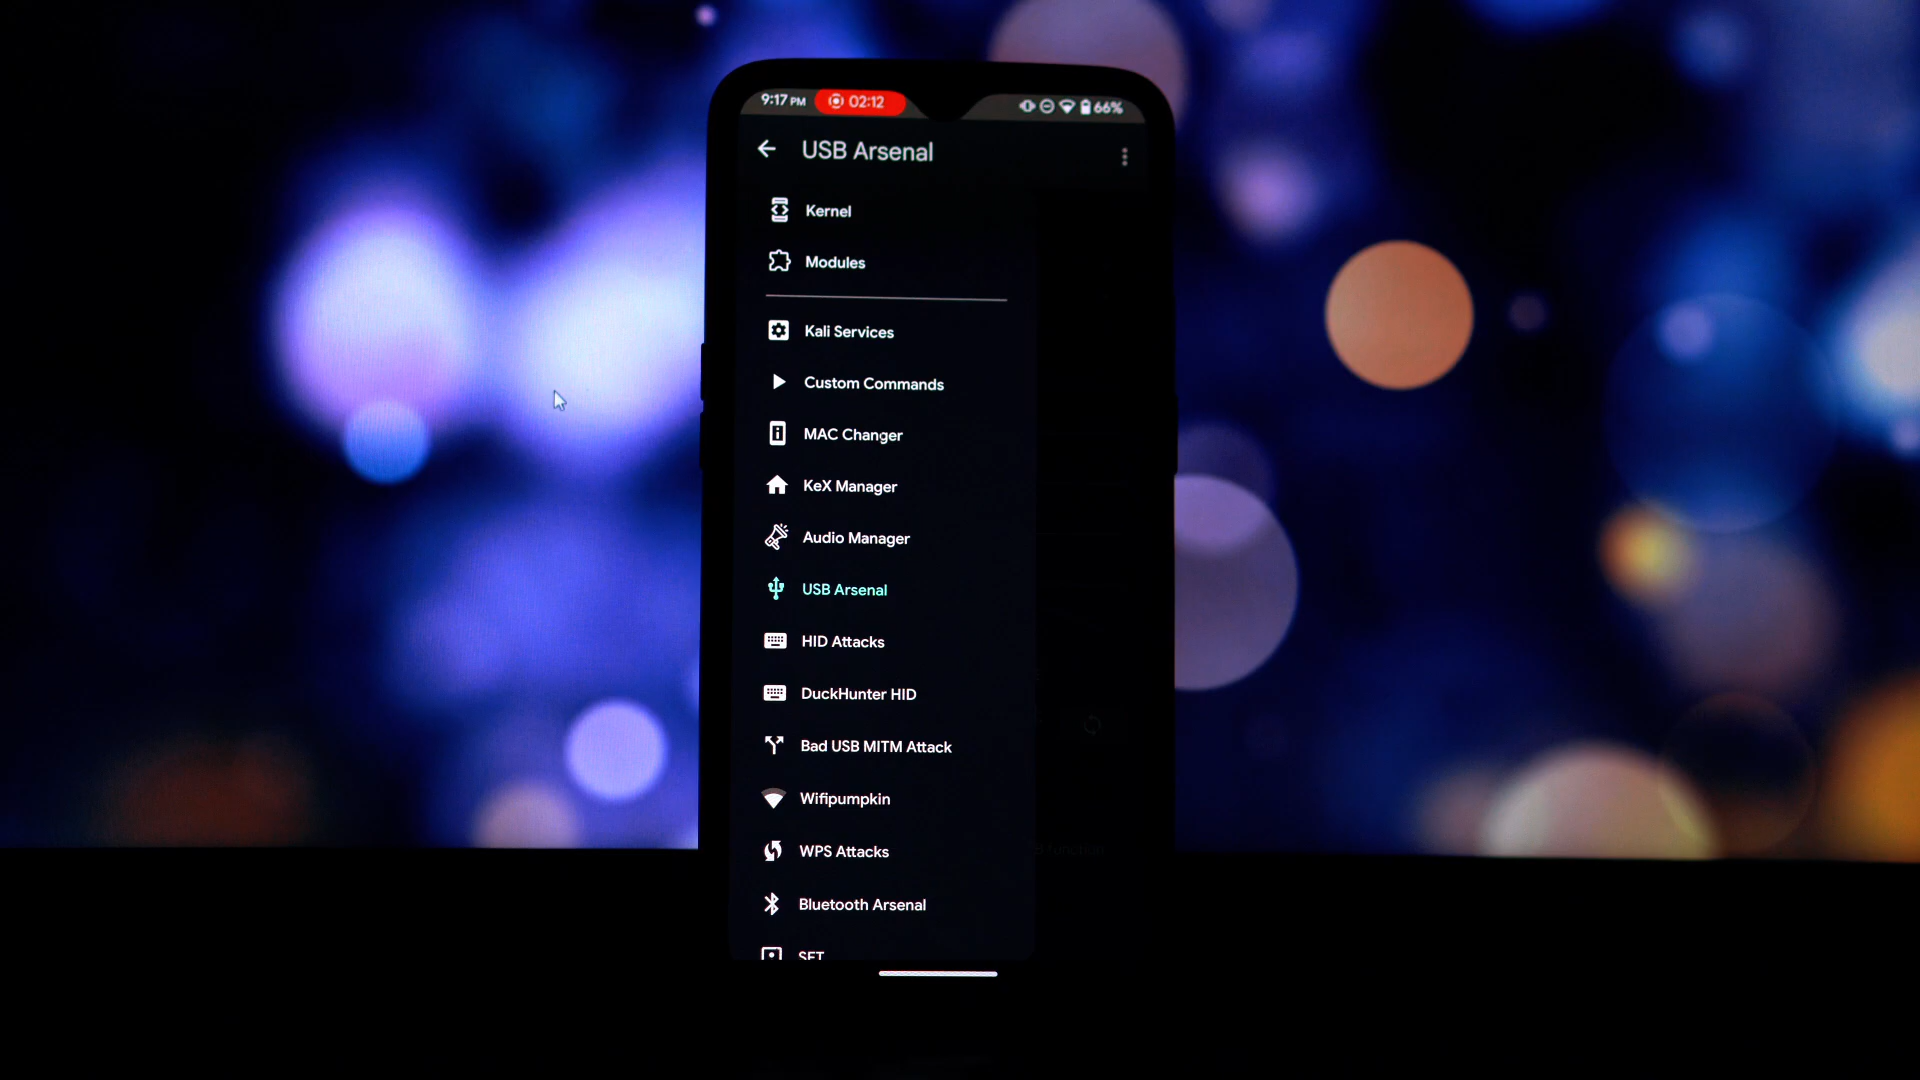 9:17 PM 02:12 66%
USB Arsenal
Kernel
Modules
Kali Services
Custom Commands
MAC Changer
KeX Manager
Audio Manager
USB Arsenal
HID Attacks
DuckHunter HID
Bad USB MITM Attack
Wifipumpkin
WPS Attacks
Bluetooth Arsenal
SET